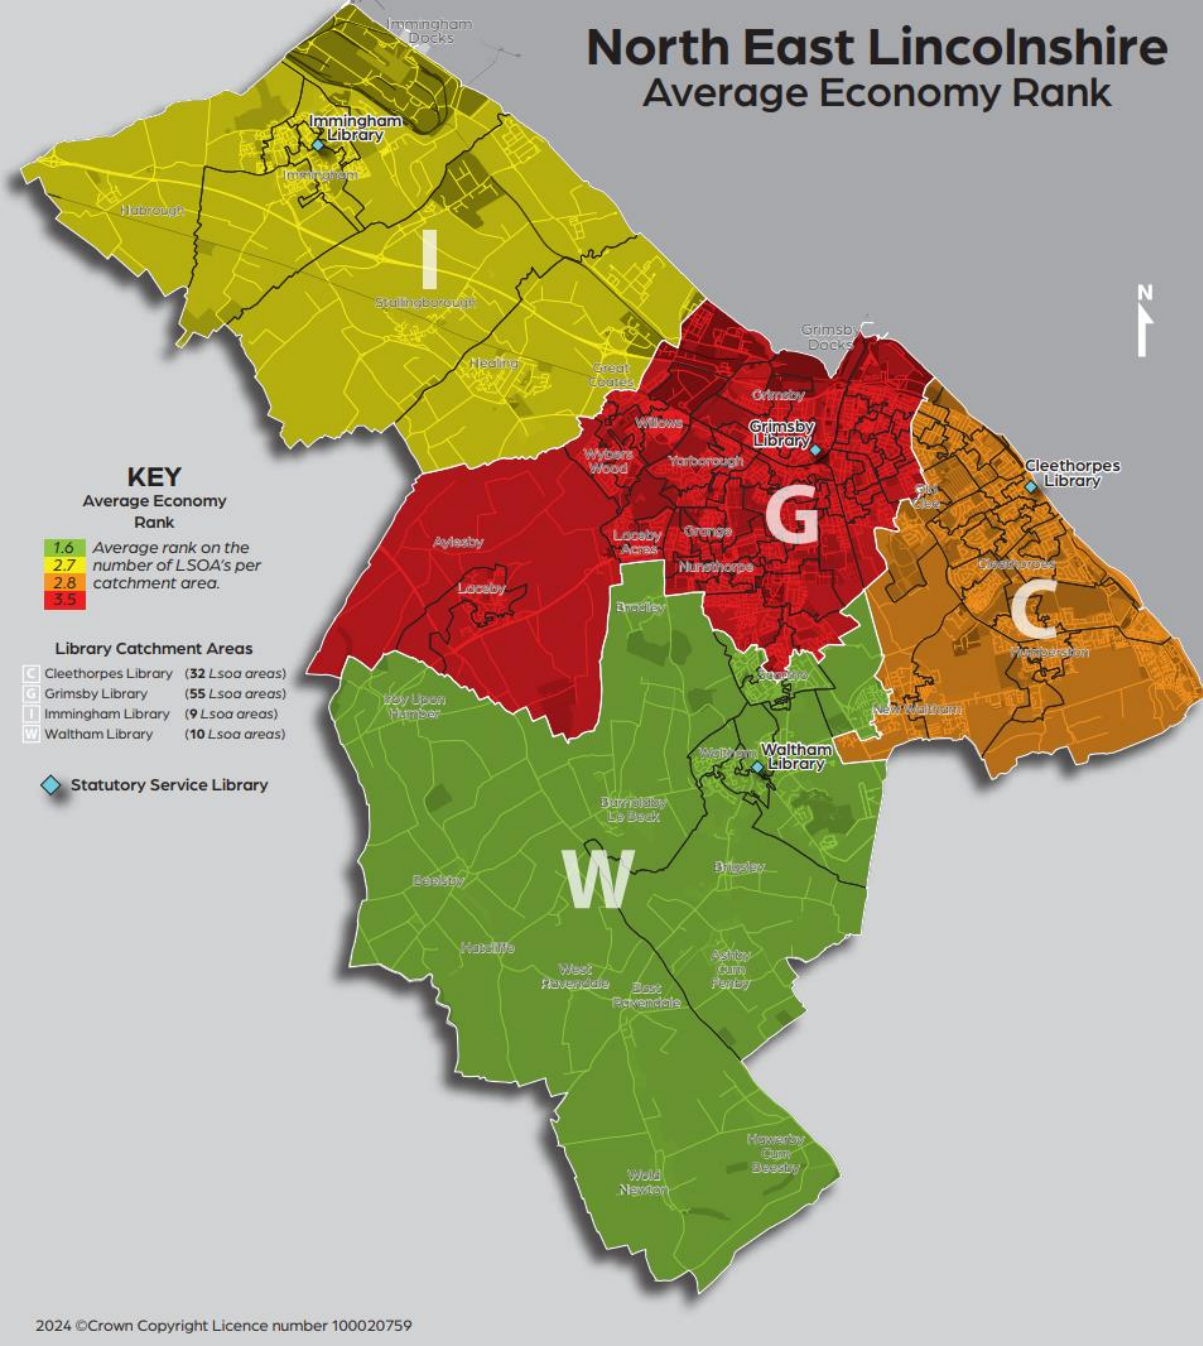 North East Lincolnshire
Average Economy Rank
Immingham
Docks
Immingham
Library
Immingham
Habrough
I
Stallingborough
Healing
Great
Coates
N
Grimsby
Docks
Grimsby
Willows
Grimsby
Library
Wybers
Wood
Yarborough
Cleethorpes
Library
G
Aylesby
Laceby
Acres
Grange
Nunsthorpe
Laceby
Cleethorpes
C
Bradley
Humberston
Scartho
Irby Upon
Humber
New Waltham
Waltham
Waltham
Library
Barnoldby
Le Beck
W
Brigsley
Beelsby
Hatcliffe
West
Ravendale
East
Ravendale
Ashby
Cum
Fenby
Hawerby
Cum
Beesby
Wold
Newton
KEY
Average Economy
Rank
1.6 Average rank on the
2.7 number of LSOA's per
2.8 catchment area.
3.5
Library Catchment Areas
C Cleethorpes Library (32 Lsoa areas)
G Grimsby Library (55 Lsoa areas)
I Immingham Library (9 Lsoa areas)
W Waltham Library (10 Lsoa areas)
Statutory Service Library
2024 ©Crown Copyright Licence number 100020759